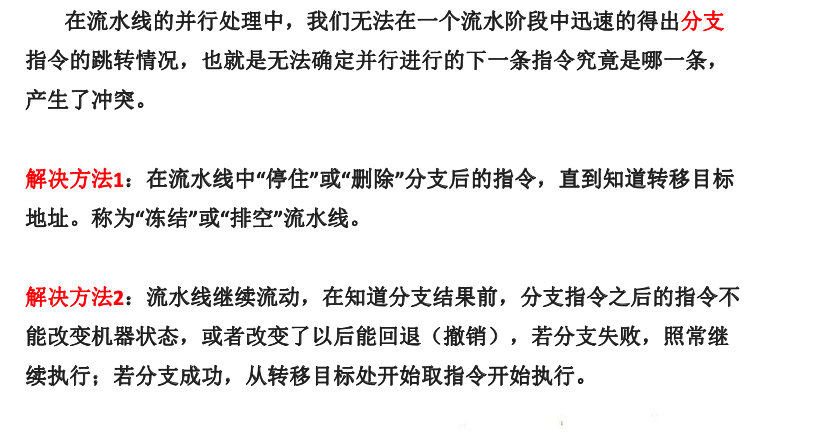 在流水线的并行处理中，我们无法在一个流水阶段中迅速的得出分支
指令的跳转情况，也就是无法确定并行进行的下一条指令究竟是哪一条，
产生了冲突。
解决方法1：在流水线中“停住”或“删除”分支后的指令，直到知道转移目标
地址。称为“冻结”或“排空”流水线。
解决方法2：流水线继续流动，在知道分支结果前，分支指令之后的指令不
能改变机器状态，或者改变了以后能回退（撤销），若分支失败，照常继
续执行；若分支成功，从转移目标处开始取指令开始执行。